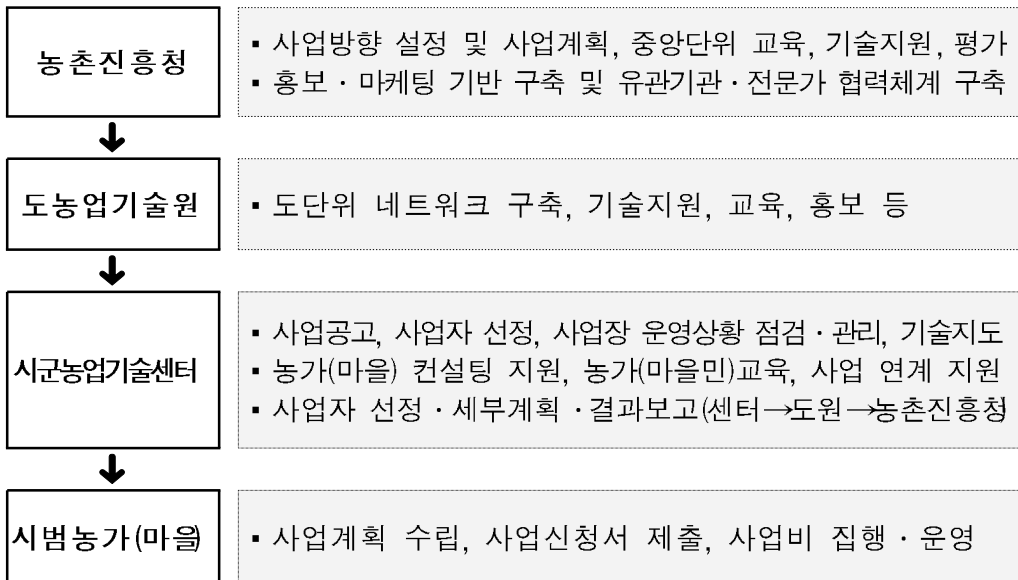 농촌진흥청
▪ 사업방향 설정 및 사업계획, 중앙단위 교육, 기술지원, 평가
▪ 홍보 · 마케팅 기반 구축 및 유관기관 · 전문가 협력체계 구축
도농업기술원
▪ 도단위 네트워크 구축, 기술지원, 교육, 홍보 등
시군농업기술센터
▪ 사업공고, 사업자 선정, 사업장 운영상황 점검 · 관리, 기술지도
▪ 농가(마을) 컨설팅 지원, 농가(마을민)교육, 사업 연계 지원
▪ 사업자 선정 · 세부계획 · 결과보고(센터→도원→농촌진흥청)
시범농가(마을)
▪ 사업계획 수립, 사업신청서 제출, 사업비 집행 · 운영